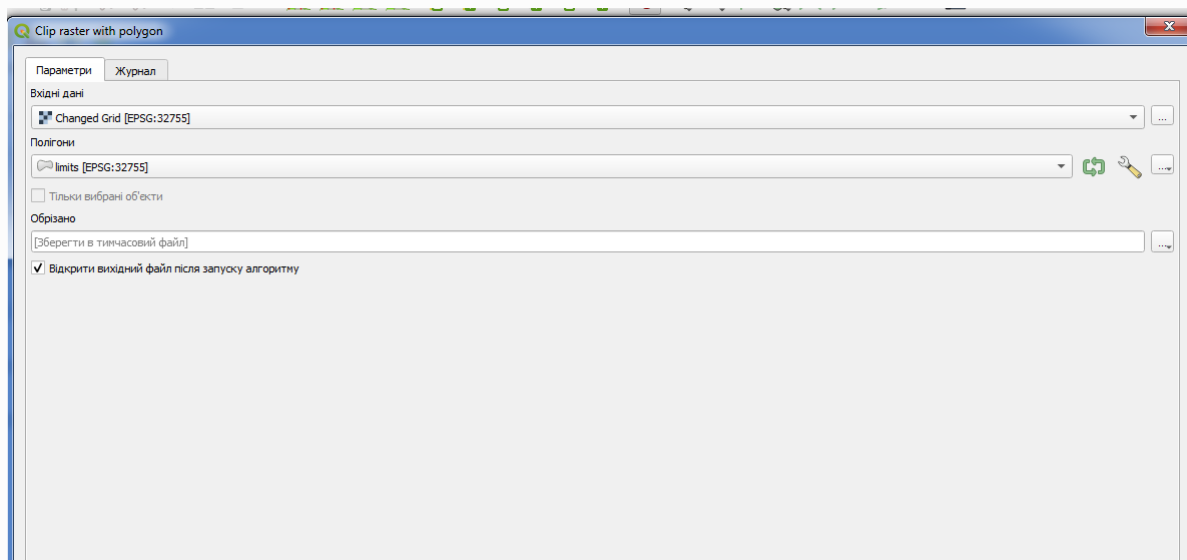 Clip raster with polygon
Параметри Журнал
Вхідні дані
Changed Grid [EPSG:32755]
...
Полігони
limits [EPSG:32755]
...
Тільки вибрані об'єкти
Обрізано
[Зберегти в тимчасовий файл]
...
Відкрити вихідний файл після запуску алгоритму